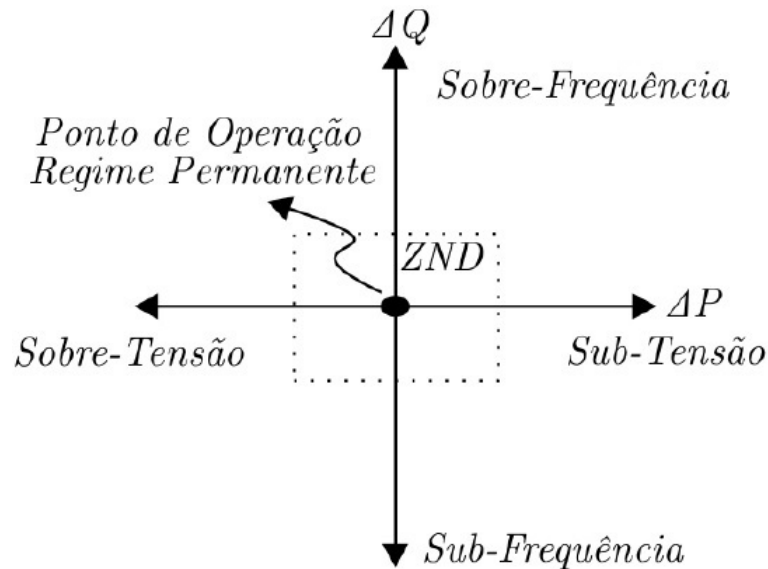 ΔQ
Sobre-Frequência
Ponto de Operação
Regime Permanente
ZND
ΔP
Sobre-Tensão
Sub-Tensão
Sub-Frequência